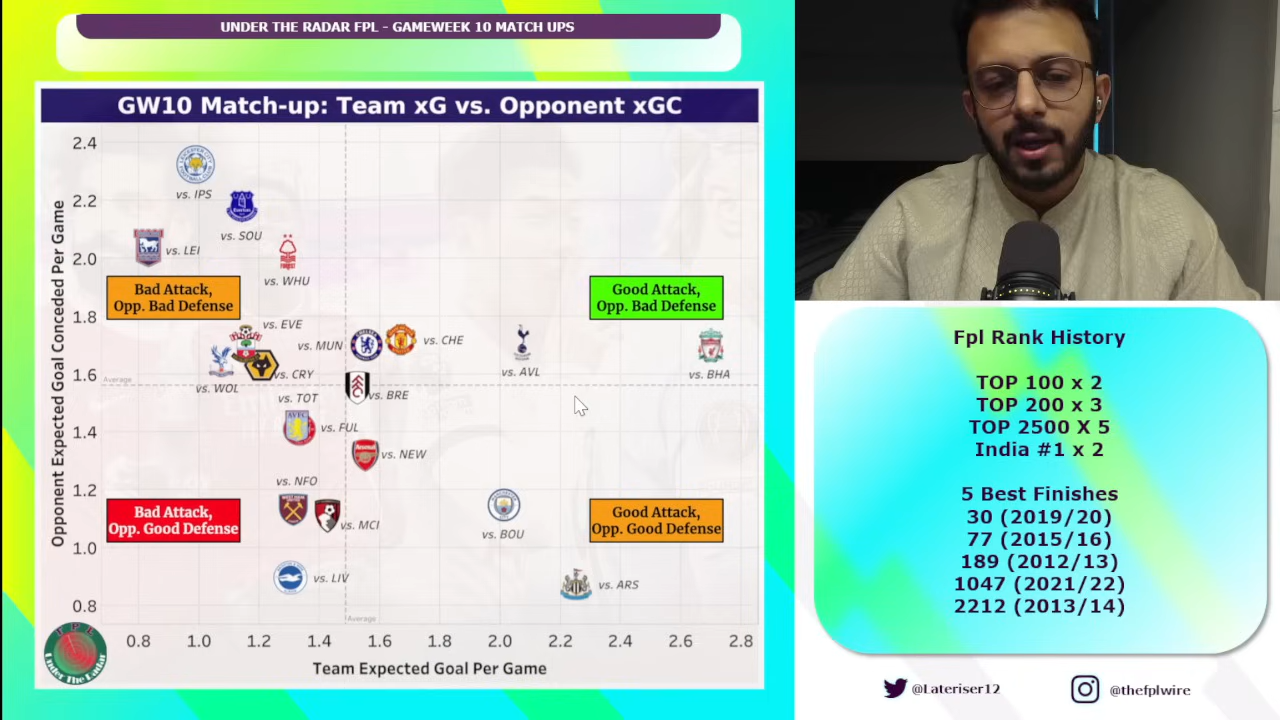 UNDER THE RADAR FPL - GAMEWEEK 10 MATCH UPS
GW10 Match-up: Team xG vs. Opponent xGC
Opponent Expected Goal Conceded Per Game
2.4
2.2
2.0
1.8
1.6
1.4
1.2
1.0
0.8
vs. IPS
vs. SOU
vs. LEI
vs. WHU
Bad Attack,
Opp. Bad Defense
Good Attack,
Opp. Bad Defense
vs. EVE
vs. MUN
vs. CHE
vs. WOL
vs. CRY
vs. AVL
vs. BHA
Average
vs. TOT
vs. BRE
AVFC
vs. FUL
Arsenal
vs. NEW
vs. NFO
Bad Attack,
Opp. Good Defense
vs. MCI
vs. BOU
Good Attack,
Opp. Good Defense
vs. LIV
vs. ARS
Average
0.8 1.0 1.2 1.4 1.6 1.8 2.0 2.2 2.4 2.6 2.8
Team Expected Goal Per Game
FPL
Under The Radar
Fpl Rank History
TOP 100 x 2
TOP 200 x 3
TOP 2500 X 5
India #1 x 2
5 Best Finishes
30 (2019/20)
77 (2015/16)
189 (2012/13)
1047 (2021/22)
2212 (2013/14)
@Lateriser12
@thefplwire